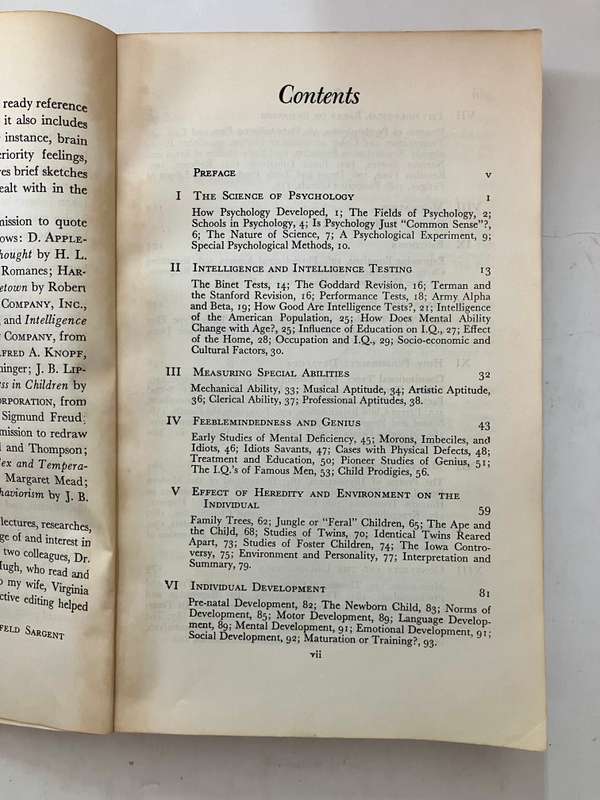 ready reference
it also includes
instance, brain
eriority feelings,
es brief sketches
ealt with in the
mission to quote
ows: D. APPLE-
hought by H. L.
Romanes; HAR-
etown by Robert
COMPANY, INC.,
and Intelligence
COMPANY, from
LFRED A. KNOPF,
ninger; J. B. LIP-
ss in Children by
ORPORATION, from
Sigmund Freud;
mission to redraw
and Thompson;
Sex and Tempera-
Margaret Mead;
haviorism by J. B.
lectures, researches,
ge of and interest in
two colleagues, Dr.
Hugh, who read and
o my wife, Virginia
ctive editing helped
FELD SARGENT
Contents
PREFACE v
I THE SCIENCE OF PSYCHOLOGY 1
How Psychology Developed, 1; The Fields of Psychology, 2;
Schools in Psychology, 4; Is Psychology Just "Common Sense"?,
6; The Nature of Science, 7; A Psychological Experiment, 9;
Special Psychological Methods, 10.
II INTELLIGENCE AND INTELLIGENCE TESTING 13
The Binet Tests, 14; The Goddard Revision, 16; Terman and
the Stanford Revision, 16; Performance Tests, 18; Army Alpha
and Beta, 19; How Good Are Intelligence Tests?, 21; Intelligence
of the American Population, 25; How Does Mental Ability
Change with Age?, 25; Influence of Education on I.Q., 27; Effect
of the Home, 28; Occupation and I.Q., 29; Socio-economic and
Cultural Factors, 30.
III MEASURING SPECIAL ABILITIES 32
Mechanical Ability, 33; Musical Aptitude, 34; Artistic Aptitude,
36; Clerical Ability, 37; Professional Aptitudes, 38.
IV FEEBLEMINDEDNESS AND GENIUS 43
Early Studies of Mental Deficiency, 45; Morons, Imbeciles, and
Idiots, 46; Idiots Savants, 47; Cases with Physical Defects, 48;
Treatment and Education, 50; Pioneer Studies of Genius, 51;
The I.Q.'s of Famous Men, 53; Child Prodigies, 56.
V EFFECT OF HEREDITY AND ENVIRONMENT ON THE
INDIVIDUAL 59
Family Trees, 62; Jungle or "Feral" Children, 65; The Ape and
the Child, 68; Studies of Twins, 70; Identical Twins Reared
Apart, 73; Studies of Foster Children, 74; The Iowa Contro-
versy, 75; Environment and Personality, 77; Interpretation and
Summary, 79.
VI INDIVIDUAL DEVELOPMENT 81
Pre-natal Development, 82; The Newborn Child, 83; Norms of
Development, 85; Motor Development, 89; Language Develop-
ment, 89; Mental Development, 91; Emotional Development, 91;
Social Development, 92; Maturation or Training?, 93.
vii